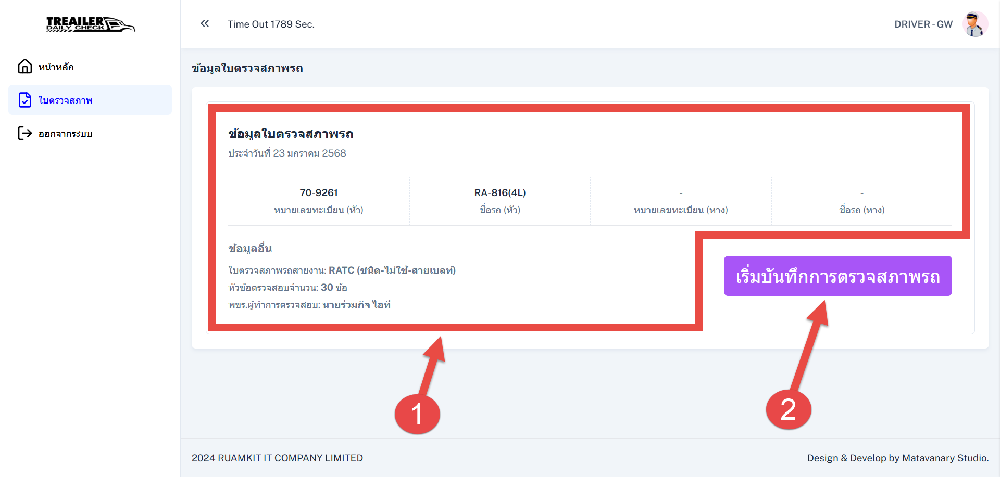 TREAILER
DAILY CHECK
Time Out 1789 Sec.
DRIVER - GW
หน้าหลัก
ใบตรวจสภาพ
ออกจากระบบ
ข้อมูลใบตรวจสภาพรถ
ข้อมูลใบตรวจสภาพรถ
ประจำวันที่ 23 มกราคม 2568
70-9261
หมายเลขทะเบียน (หัว)
RA-816(4L)
ชื่อรถ (หัว)
-
หมายเลขทะเบียน (หาง)
-
ชื่อรถ (หาง)
ข้อมูลอื่น
ใบตรวจสภาพรถสายงาน: RATC (ชนิด-ไม่ใช้-สายเบลท์)
หัวข้อตรวจสอบจำนวน: 30 ข้อ
พขร.ผู้ทำการตรวจสอบ: นายร่วมกิจ ไอที
เริ่มบันทึกการตรวจสภาพรถ
1
2
2024 RUAMKIT IT COMPANY LIMITED
Design & Develop by Matavanary Studio.